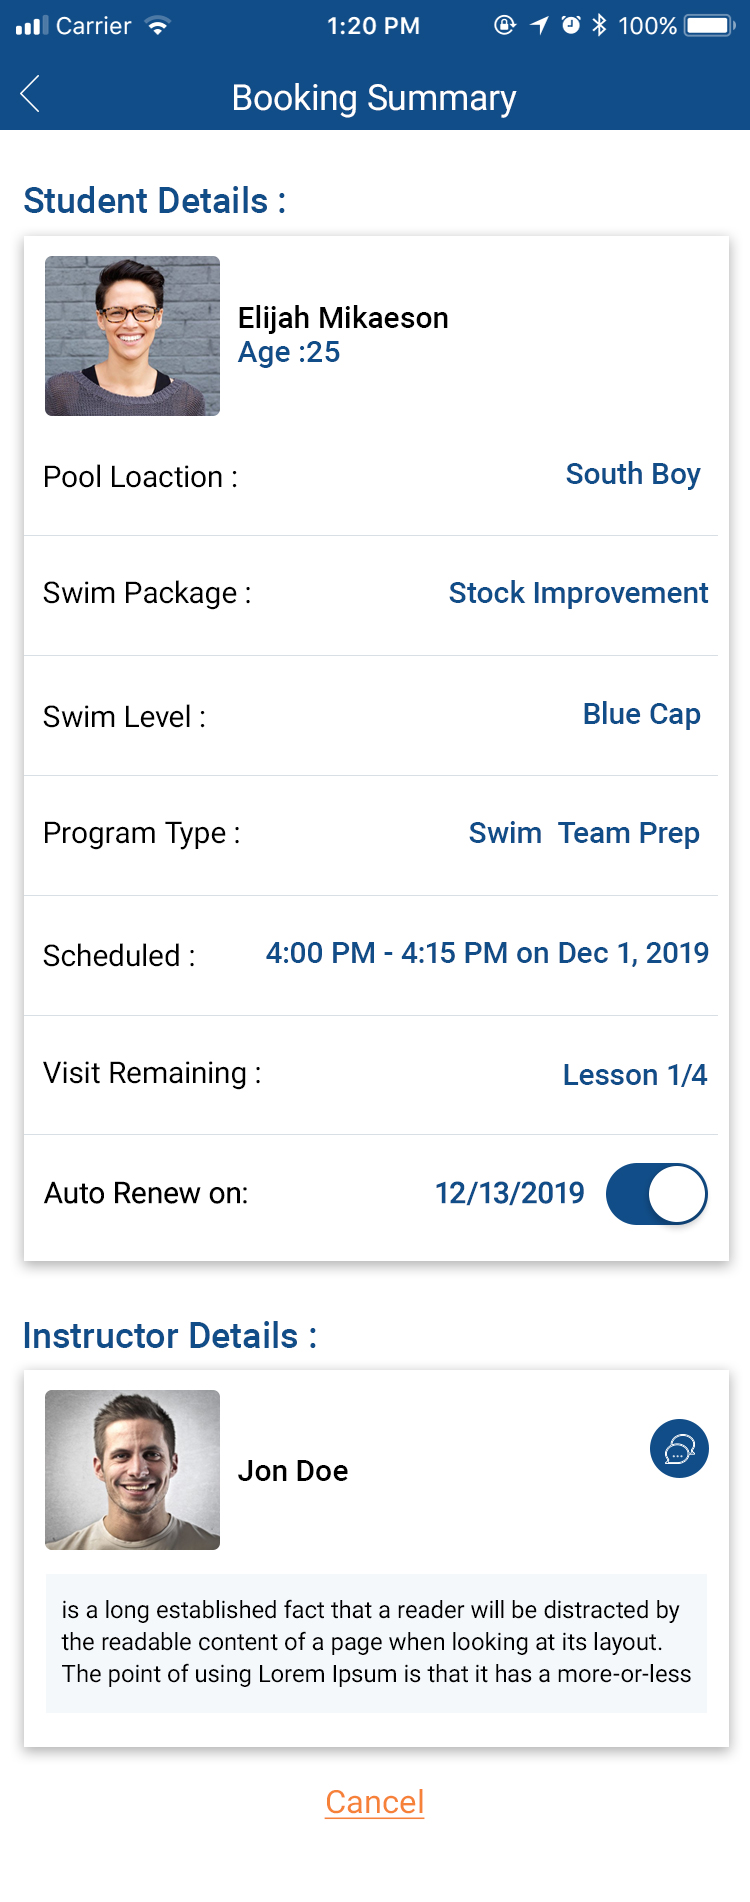 Carrier 1:20 PM 100%
Booking Summary
Student Details :
Elijah Mikaeson
Age :25
Pool Loaction : South Boy
Swim Package : Stock Improvement
Swim Level : Blue Cap
Program Type : Swim  Team Prep
Scheduled : 4:00 PM - 4:15 PM on Dec 1, 2019
Visit Remaining : Lesson 1/4
Auto Renew on: 12/13/2019
Instructor Details :
Jon Doe
is a long established fact that a reader will be distracted by
the readable content of a page when looking at its layout.
The point of using Lorem Ipsum is that it has a more-or-less
Cancel